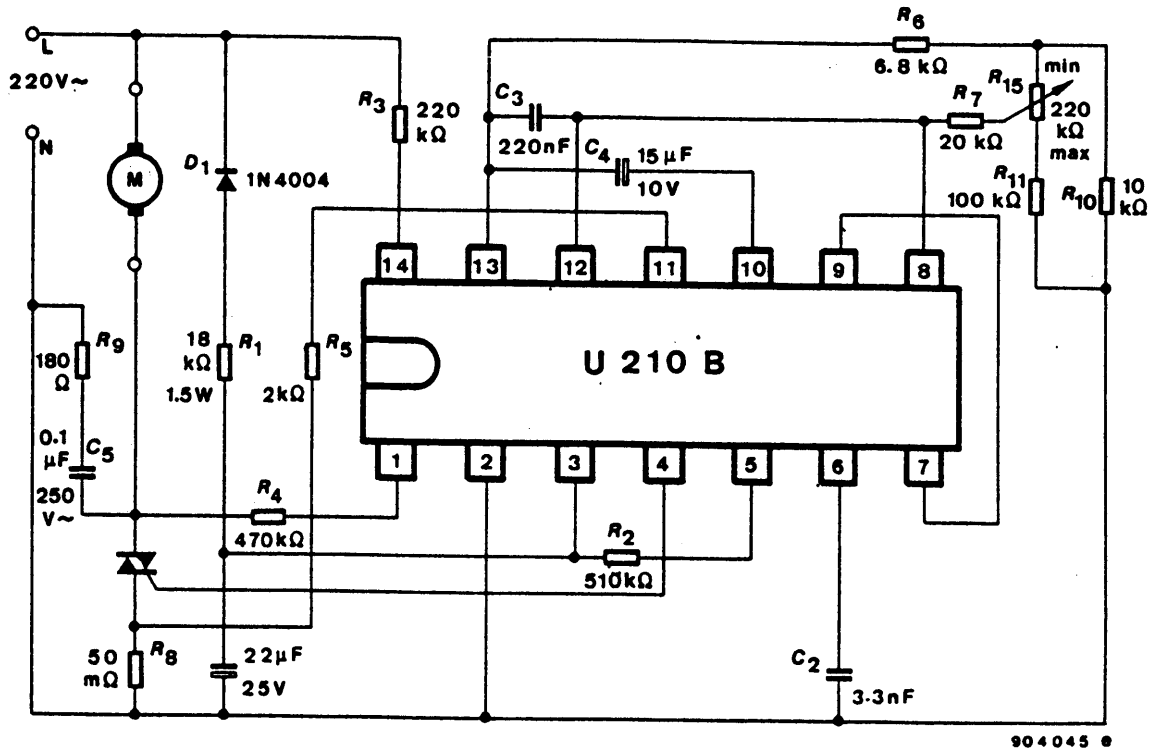 L
220V~
N
M
D1
1N4004
R3
220
kΩ
C3
220nF
C4
15µF
10V
R6
6.8 kΩ
R7
20 kΩ
R15
min
220
kΩ
max
R11
100 kΩ
R10
10
kΩ
14
13
12
11
10
9
8
U 210 B
1
2
3
4
5
6
7
R9
180
Ω
0.1
µF
C5
250
V~
18
kΩ
R1
1.5W
R5
2kΩ
R4
470kΩ
R2
510kΩ
R8
50
mΩ
22µF
25V
C2
3.3nF
904045 e